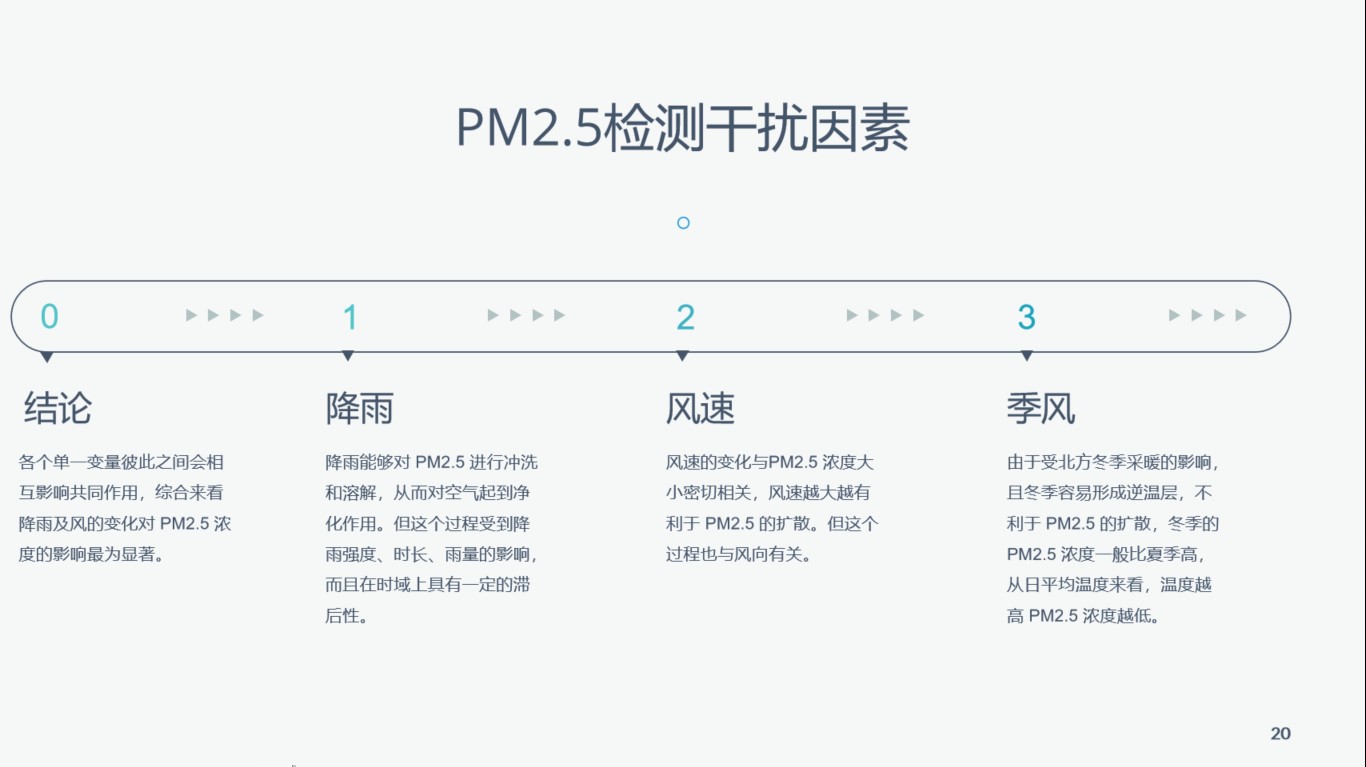 PM2.5检测干扰因素
0
1
2
3
结论
各个单一变量彼此之间会相
互影响共同作用，综合来看
降雨及风的变化对 PM2.5 浓
度的影响最为显著。
降雨
降雨能够对 PM2.5 进行冲洗
和溶解，从而对空气起到净
化作用。但这个过程受到降
雨强度、时长、雨量的影响，
而且在时域上具有一定的滞
后性。
风速
风速的变化与PM2.5 浓度大
小密切相关，风速越大越有
利于 PM2.5 的扩散。但这个
过程也与风向有关。
季风
由于受北方冬季采暖的影响，
且冬季容易形成逆温层，不
利于 PM2.5 的扩散，冬季的
PM2.5 浓度一般比夏季高，
从日平均温度来看，温度越
高 PM2.5 浓度越低。
20